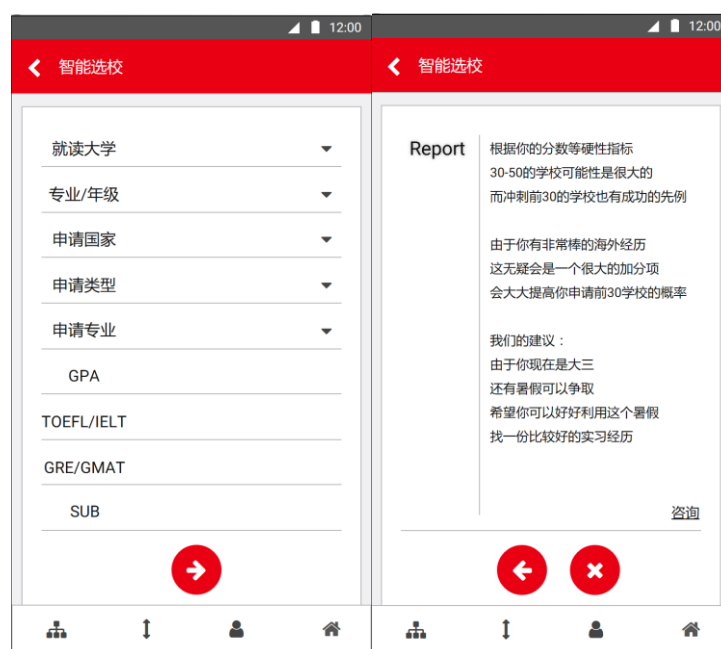 12:00
智能选校
就读大学
专业/年级
申请国家
申请类型
申请专业
GPA
TOEFL/IELT
GRE/GMAT
SUB
12:00
智能选校
Report
根据你的分数等硬性指标
30-50的学校可能性是很大的
而冲刺前30的学校也有成功的先例
由于你有非常棒的海外经历
这无疑会是一个很大的加分项
会大大提高你申请前30学校的概率
我们的建议：
由于你现在是大三
还有暑假可以争取
希望你可以好好利用这个暑假
找一份比较好的实习经历
咨询